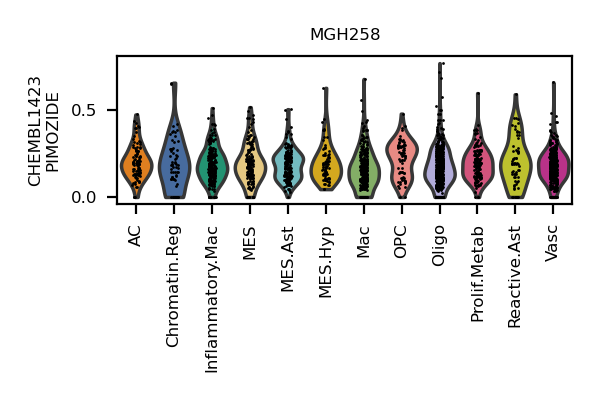 MGH258
CHEMBL1423
PIMOZIDE
0.5
0.0
AC
Chromatin.Reg
Inflammatory.Mac
MES
MES.Ast
MES.Hyp
Mac
OPC
Oligo
Prolif.Metab
Reactive.Ast
Vasc